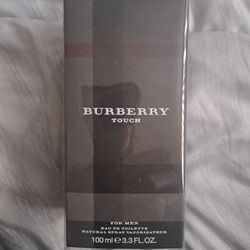 BURBERRY
TOUCH
FOR MEN
EAU DE TOILETTE
NATURAL SPRAY VAPORISATEUR
100 ml ℮ 3.3 FL.OZ.